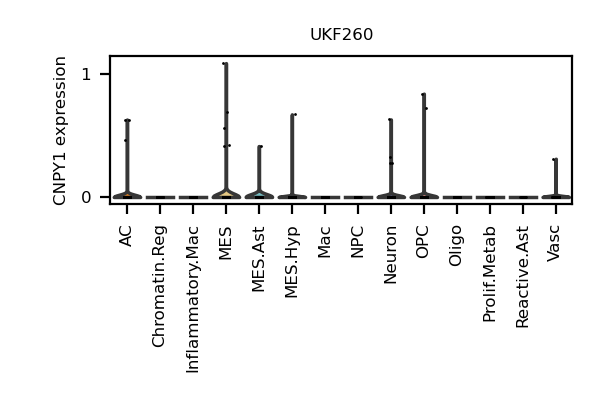 UKF260
CNPY1 expression
1
0
AC
Chromatin.Reg
Inflammatory.Mac
MES
MES.Ast
MES.Hyp
Mac
NPC
Neuron
OPC
Oligo
Prolif.Metab
Reactive.Ast
Vasc